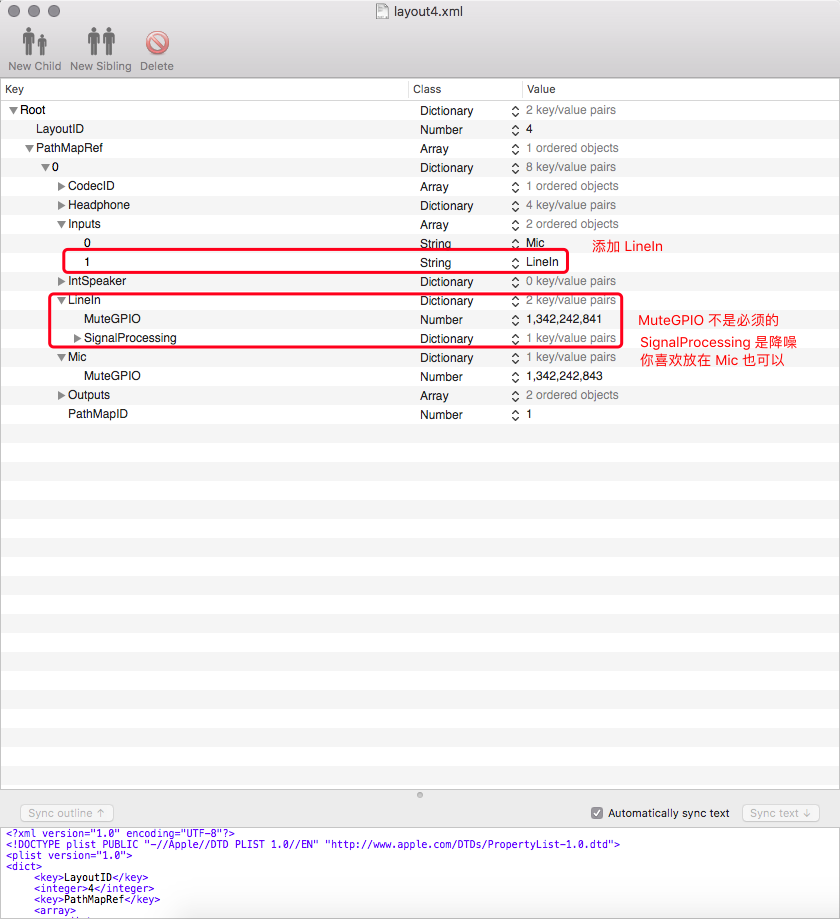 layout4.xml
New Child New Sibling Delete
Key Class Value
Root Dictionary 2 key/value pairs
LayoutID Number 4
PathMapRef Array 1 ordered objects
0 Dictionary 8 key/value pairs
CodecID Array 1 ordered objects
Headphone Dictionary 4 key/value pairs
Inputs Array 2 ordered objects
0 String Mic 添加 LineIn
1 String LineIn
IntSpeaker Dictionary 0 key/value pairs
LineIn Dictionary 2 key/value pairs
MuteGPIO Number 1,342,242,841 MuteGPIO 不是必须的
SignalProcessing Dictionary 1 key/value pairs SignalProcessing 是降噪
Mic Dictionary 1 key/value pairs 你喜欢放在 Mic 也可以
MuteGPIO Number 1,342,242,843
Outputs Array 2 ordered objects
PathMapID Number 1
Sync outline ↑ Automatically sync text Sync text ↓
<?xml version="1.0" encoding="UTF-8"?>
<!DOCTYPE plist PUBLIC "-//Apple//DTD PLIST 1.0//EN" "http://www.apple.com/DTDs/PropertyList-1.0.dtd">
<plist version="1.0">
<dict>
<key>LayoutID</key>
<integer>4</integer>
<key>PathMapRef</key>
<array>